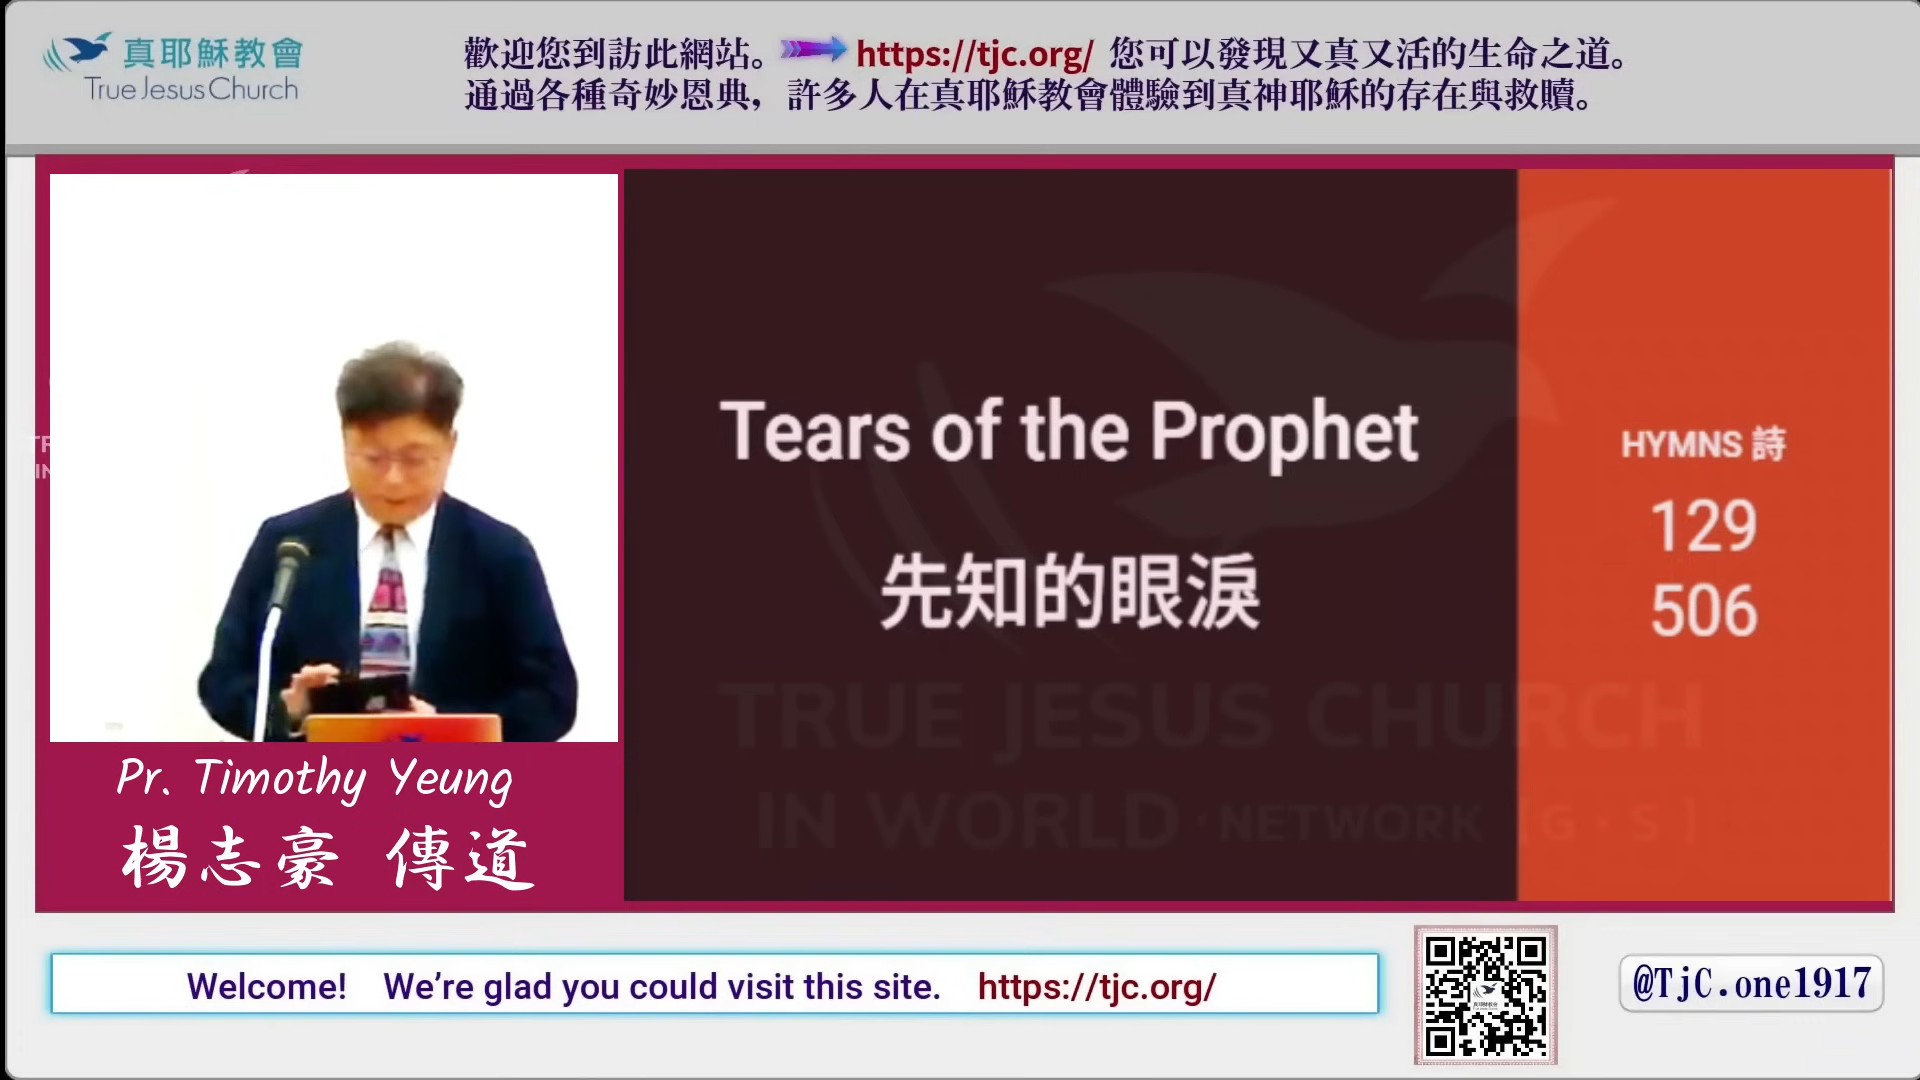 真耶穌教會
True Jesus Church
歡迎您到訪此網站。 https://tjc.org/ 您可以發現又真又活的生命之道。
通過各種奇妙恩典，許多人在真耶穌教會體驗到真神耶穌的存在與救贖。
Tears of the Prophet
先知的眼淚
HYMNS 詩
129
506
TRUE JESUS CHURCH
IN WORLD · NETWORK [ G · S ]
Pr. Timothy Yeung
楊志豪 傳道
Welcome! We’re glad you could visit this site. https://tjc.org/
@TjC.one1917